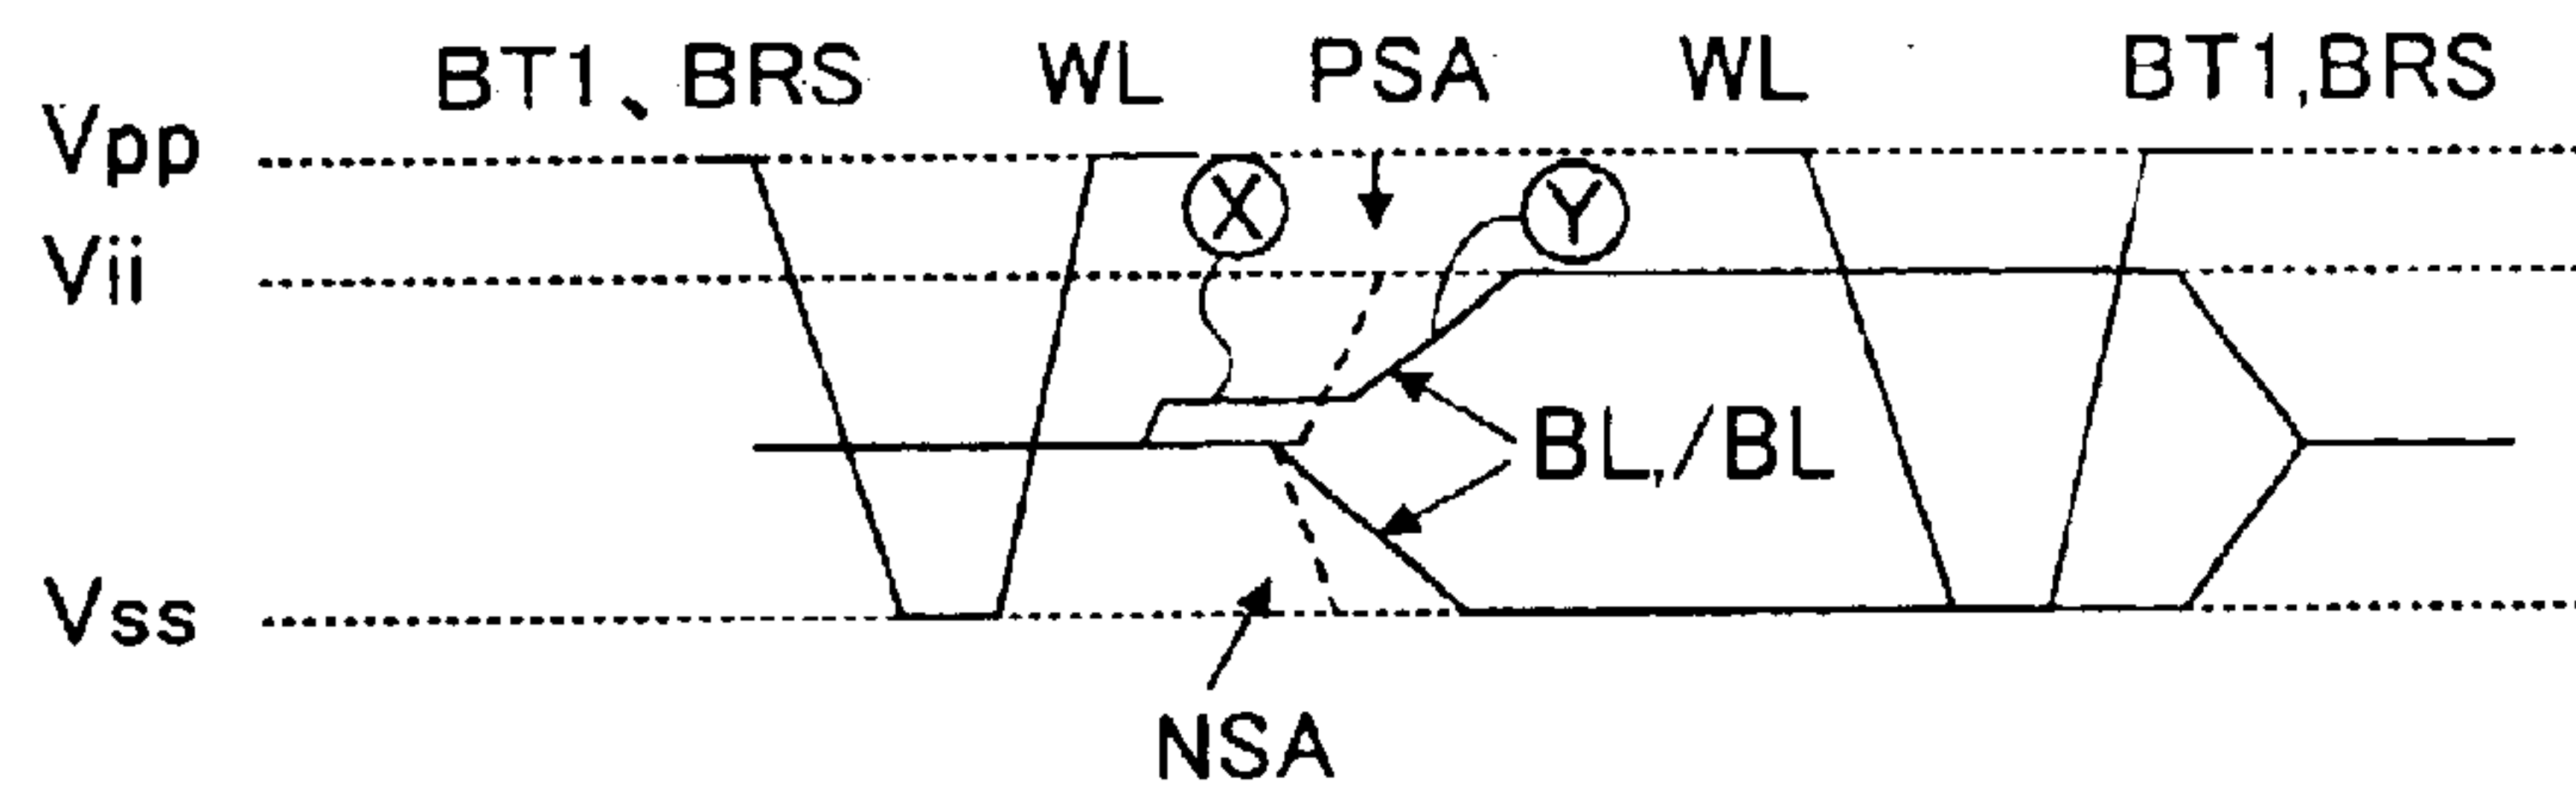 BT1、BRS WL PSA WL BT1,BRS
Vpp
X Y
Vii
BL,/BL
Vss
NSA